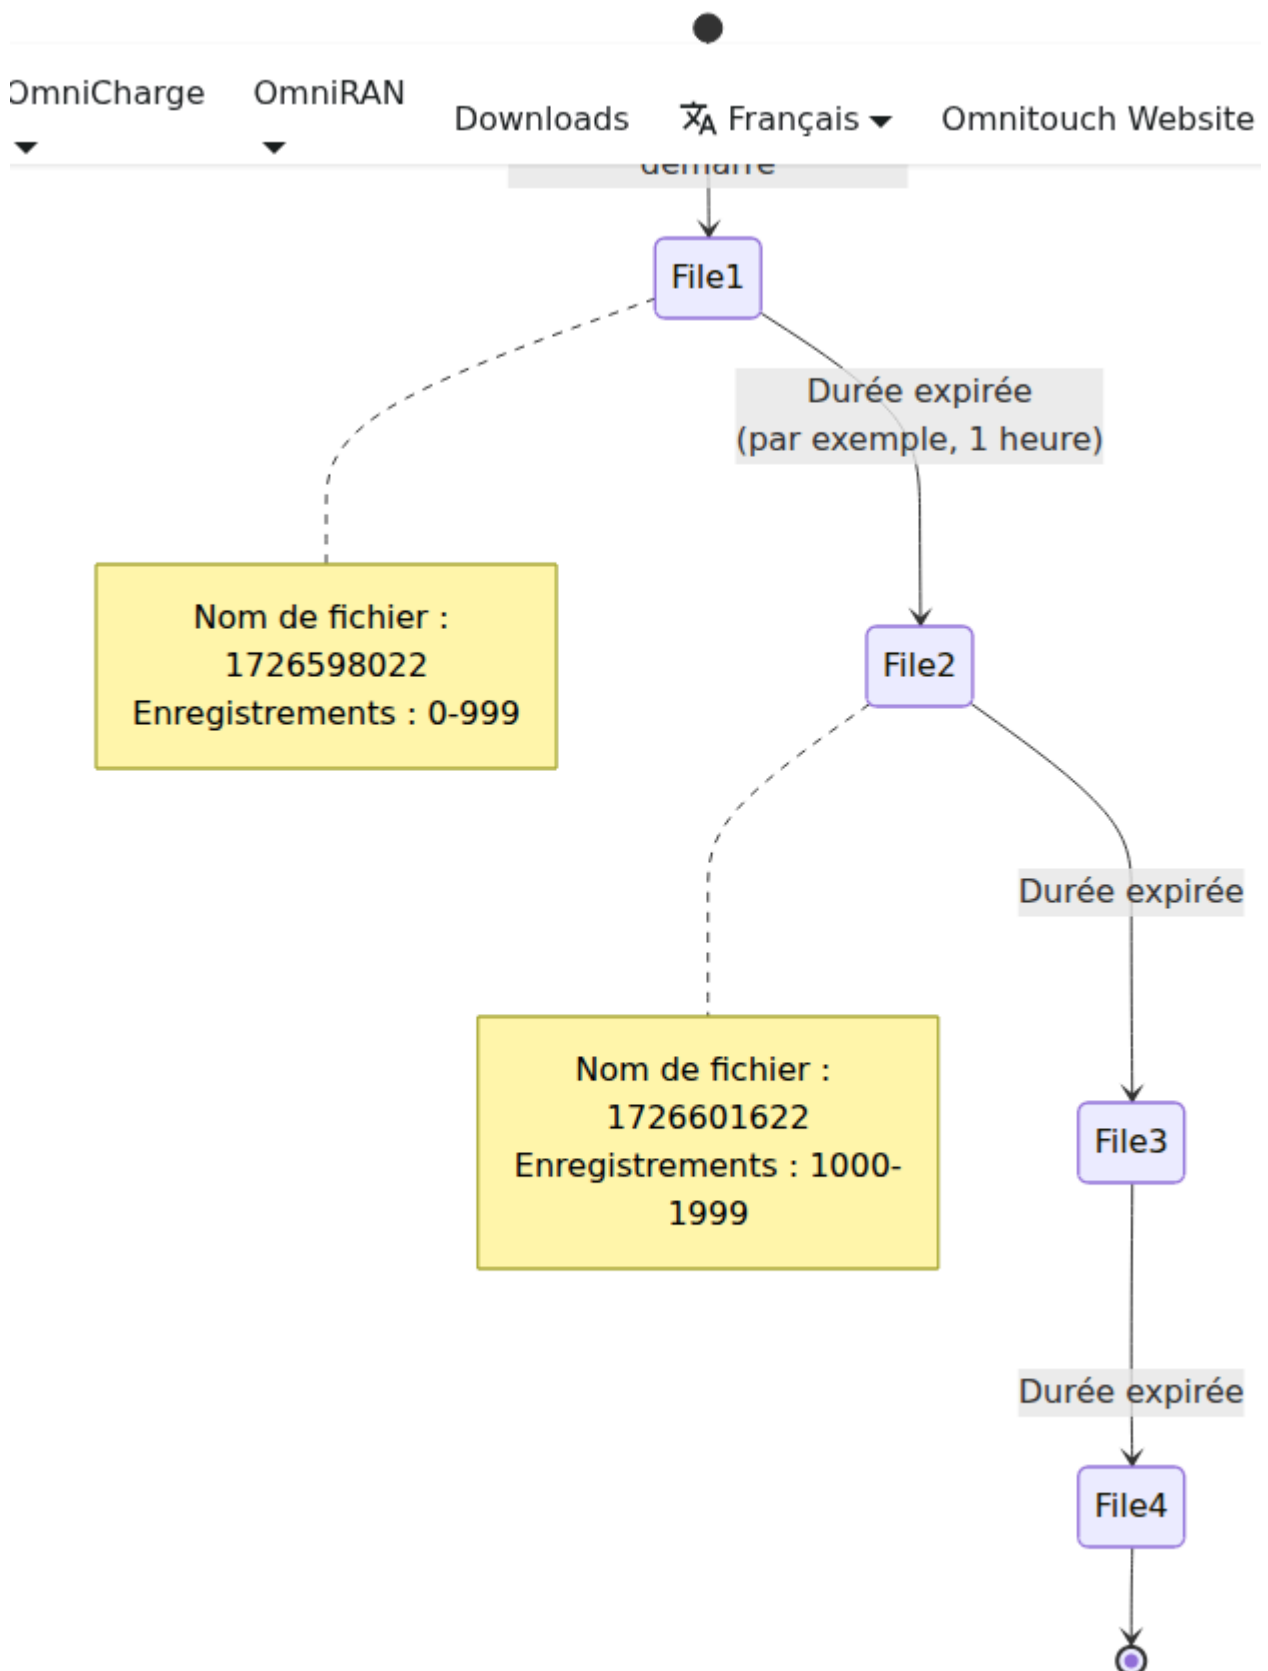 OmniCharge
OmniRAN
Downloads
Français
Omnitouch Website
démarre
File1
Durée expirée
(par exemple, 1 heure)
Nom de fichier :
1726598022
Enregistrements : 0-999
File2
Durée expirée
Nom de fichier :
1726601622
Enregistrements : 1000-
1999
File3
Durée expirée
File4